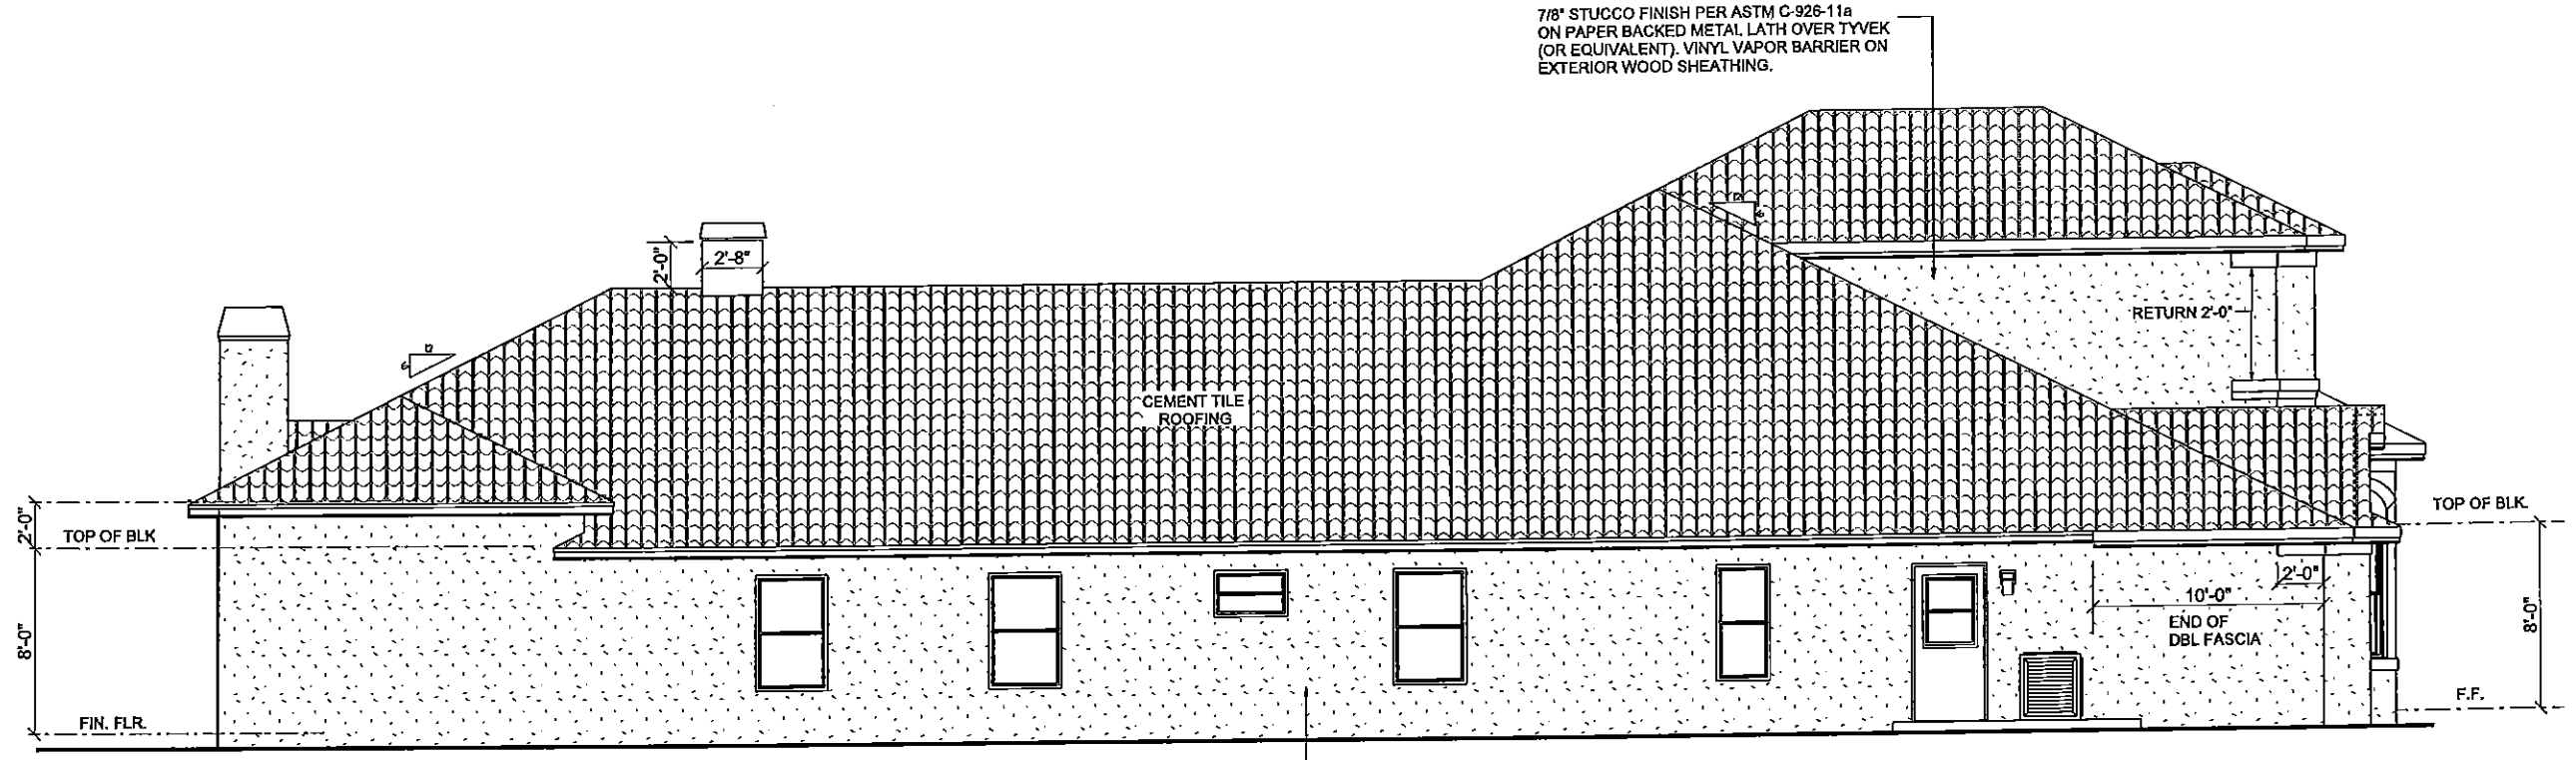 7/8" STUCCO FINISH PER ASTM C-926-11a
ON PAPER BACKED METAL LATH OVER TYVEK
(OR EQUIVALENT). VINYL VAPOR BARRIER ON
EXTERIOR WOOD SHEATHING.
12
6
2'-0"
2'-8"
RETURN 2'-0"
12
6
CEMENT TILE
ROOFING
2'-0"
TOP OF BLK
TOP OF BLK.
2'-0"
10'-0"
END OF
DBL FASCIA
8'-0"
8'-0"
FIN. FLR.
F.F.